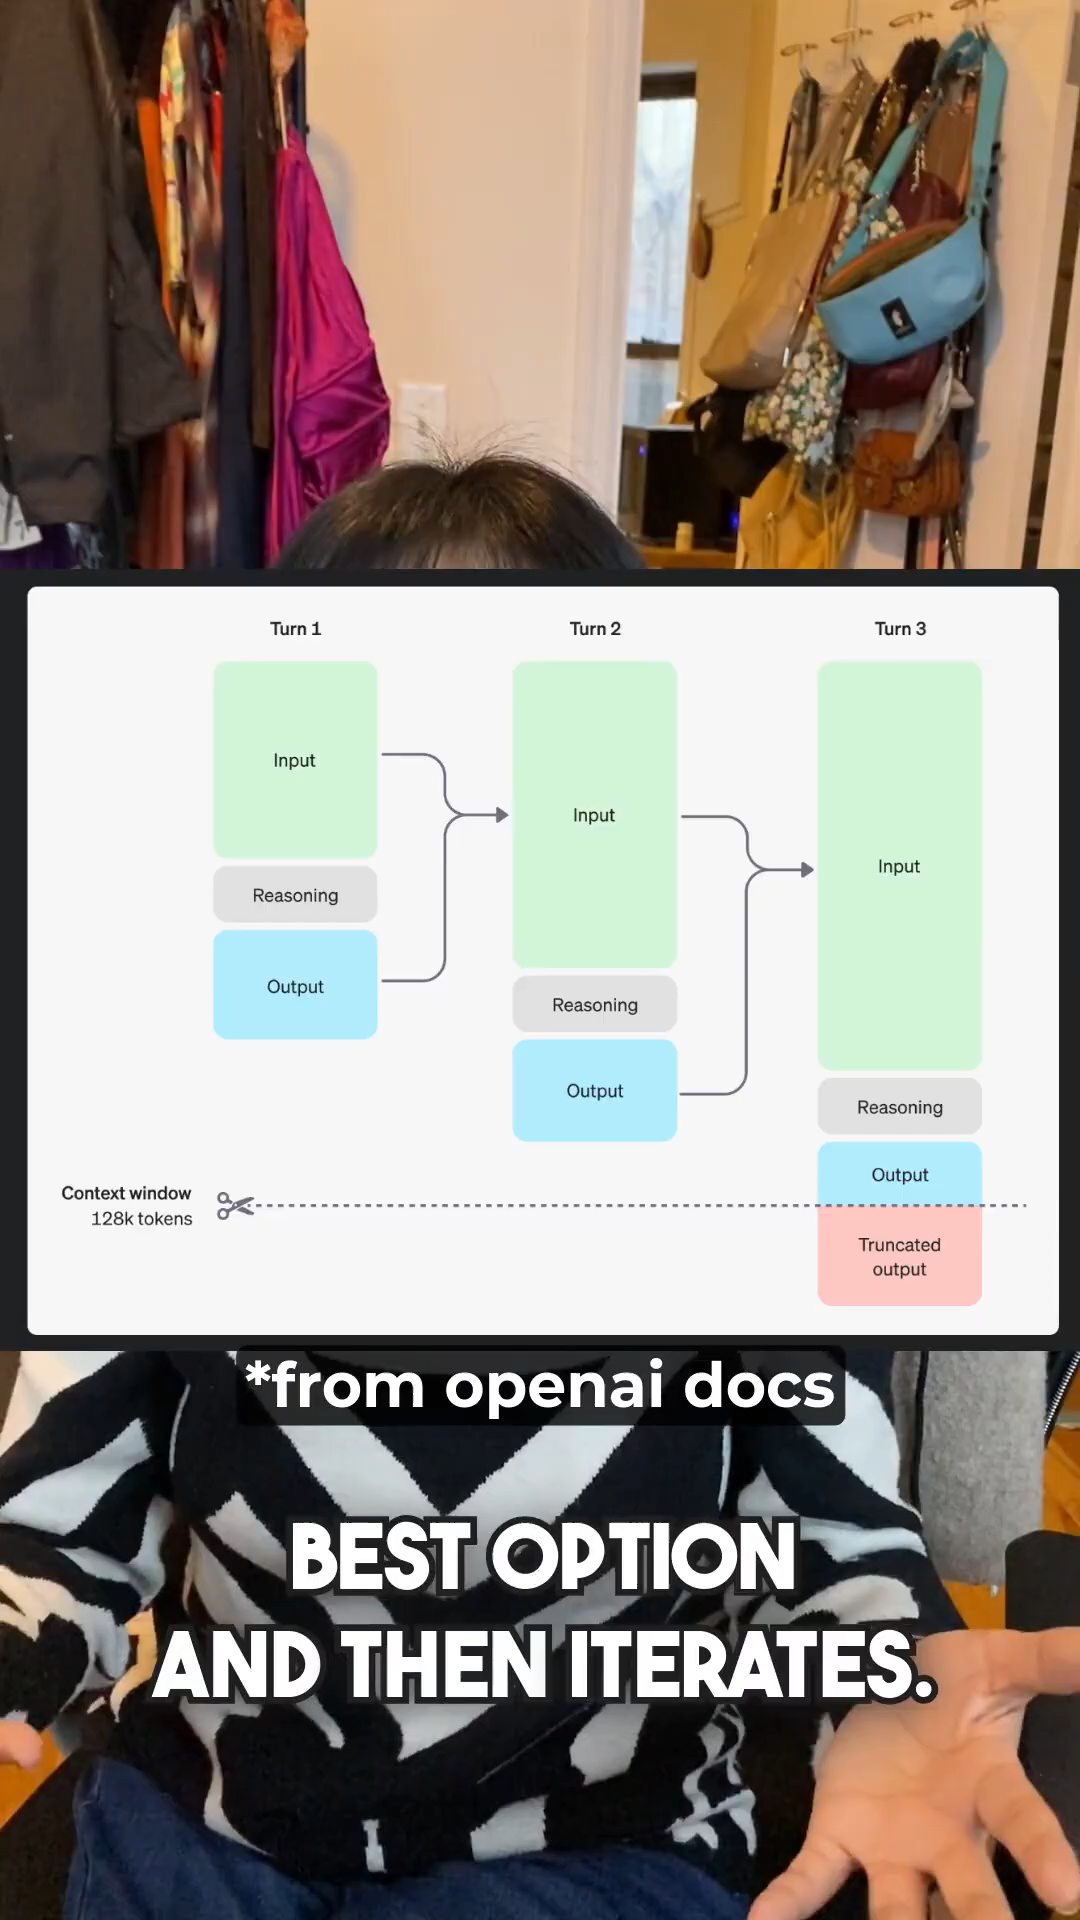 Turn 1
Turn 2
Turn 3
Input
Input
Input
Reasoning
Output
Reasoning
Output
Reasoning
Output
Context window
128k tokens
Truncated
output
*from openai docs
BEST OPTION
AND THEN ITERATES.